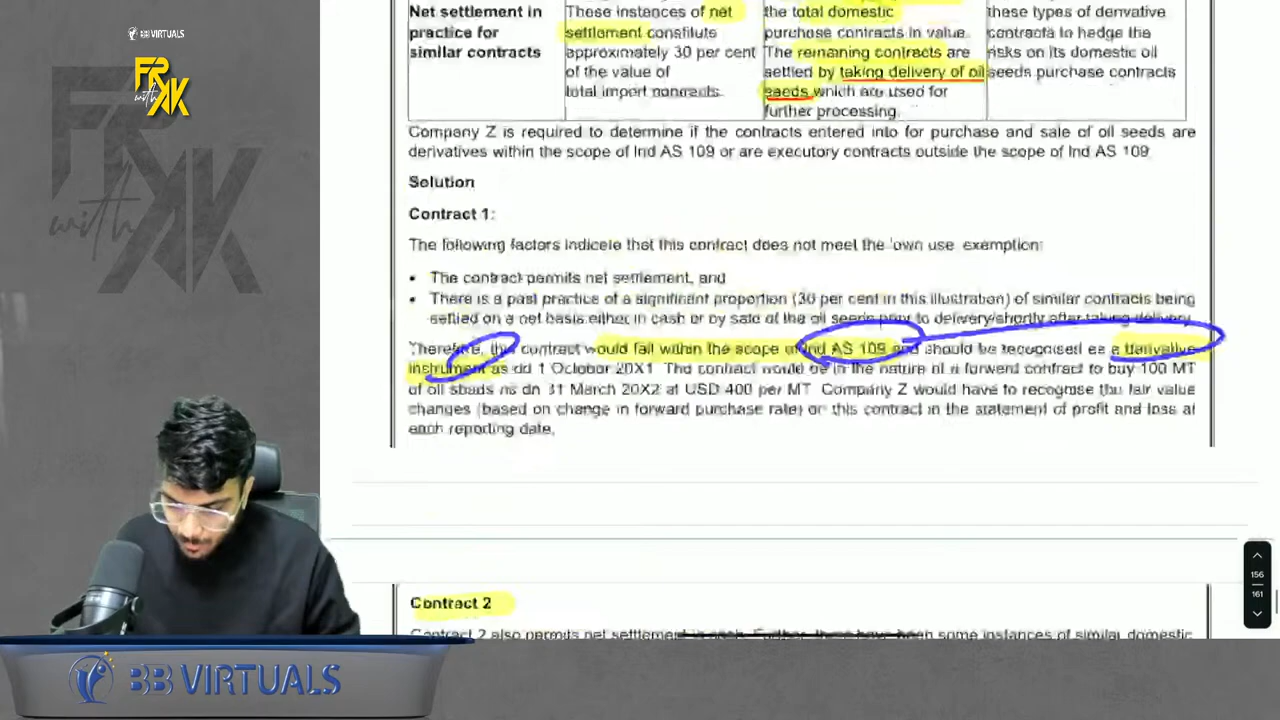 BB VIRTUALS
FR AK
with
FR AK
with
Net settlement in practice for similar contracts
These instances of net settlement constitute approximately 30 per cent of the value of total import
the total domestic purchase contracts in value. The remaining contracts are settled by taking delivery of oil seeds which are used for further processing.
these types of derivative contracts to hedge the risks on its domestic oil seeds purchase contracts
Company Z is required to determine if the contracts entered into for purchase and sale of oil seeds are
derivatives within the scope of Ind AS 109 or are executory contracts outside the scope of Ind AS 109
Solution
Contract 1:
The following factors indicate that this contract does not meet the 'own use' exemption:
• The contract permits net settlement, and
• There is a past practice of a significant proportion (30 per cent in this illustration) of similar contracts being
settled on a net basis either in cash or by sale of the oil seeds prior to delivery/shortly after taking delivery
Therefore, this contract would fall within the scope of Ind AS 109 and should be recognised as a derivative
instrument as on 1 October 20X1. The contract would be in the nature of a forward contract to buy 100 MT
of oil seeds as on 31 March 20X2 at USD 400 per MT. Company Z would have to recognise the fair value
changes (based on change in forward purchase rate) on this contract in the statement of profit and loss at
each reporting date.
156
161
Contract 2
Contract 2 also permits net settlement in cash. Further, there have been some instances of similar domestic
BB VIRTUALS